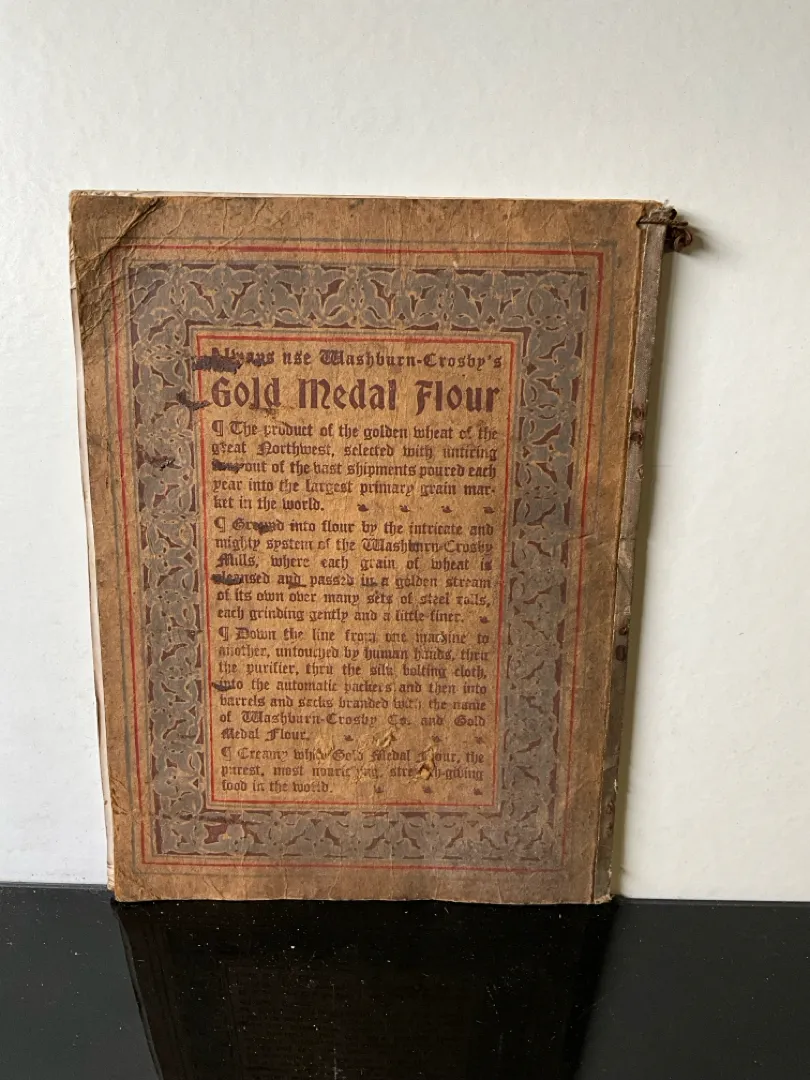 Always use Washburn-Crosby's
Gold Medal Flour
¶ The product of the golden wheat of the
great Northwest, selected with untiring
out of the vast shipments poured each
year into the largest primary grain mar-
ket in the world.
¶ Ground into flour by the intricate and
mighty system of the Washburn-Crosby
Mills, where each grain of wheat is
cleansed and passed in a golden stream
of its own over many sets of steel rolls,
each grinding gently and a little finer.
¶ Down the line from one machine to
another, untouched by human hands, thru
the purifier, thru the silk bolting cloth,
into the automatic packers and then into
barrels and sacks branded with the name
of Washburn-Crosby Co. and Gold
Medal Flour.
¶ Creamy white Gold Medal Flour, the
purest, most nourishing, strength-giving
food in the world.